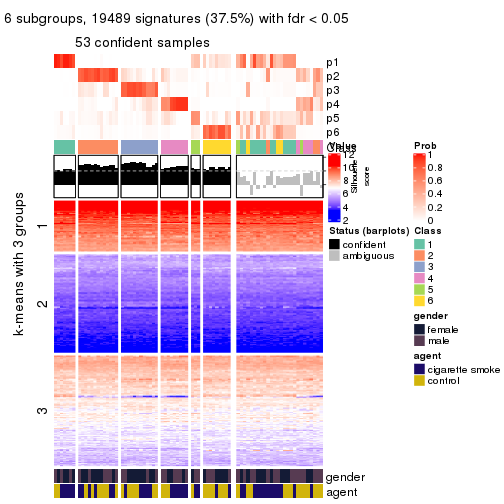 6 subgroups, 19489 signatures (37.5%) with fdr < 0.05
53 confident samples
p1
p2
p3
p4
p5
p6
Class
Silhouette
score
k-means with 3 groups
1
2
3
gender
agent
Value
12
10
8
6
4
2
Prob
1
0.8
0.6
0.4
0.2
0
Status (barplots)
confident
ambiguous
Class
1
2
3
4
5
6
gender
female
male
agent
cigarette smoke
control